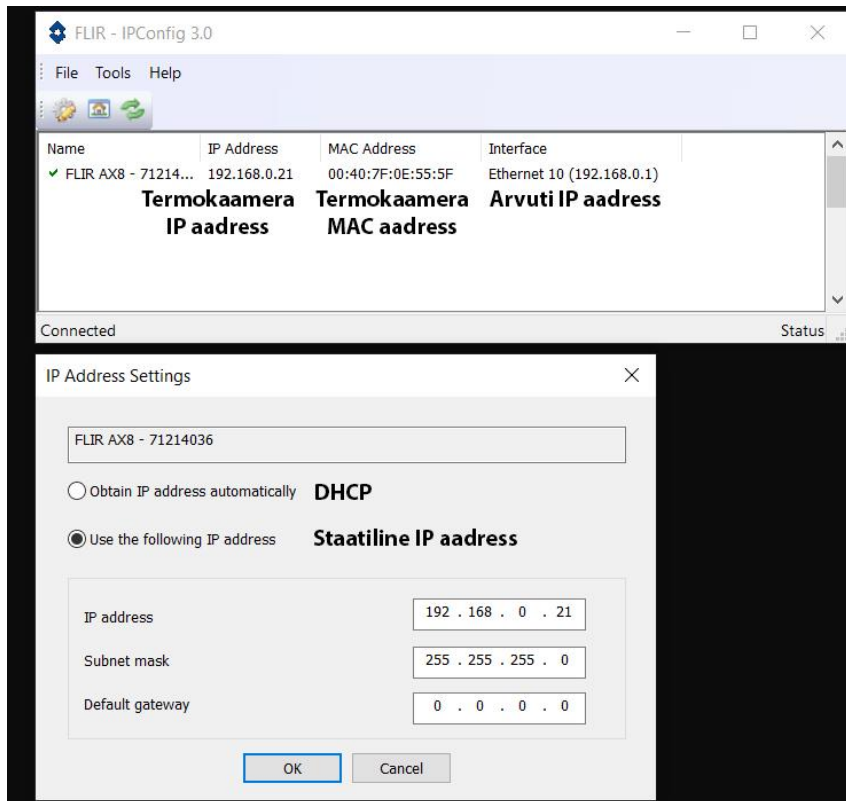 FLIR - IPConfig 3.0
File Tools Help
Name IP Address MAC Address Interface
FLIR AX8 - 71214... 192.168.0.21 00:40:7F:0E:55:5F Ethernet 10 (192.168.0.1)
Termokaamera Termokaamera Arvuti IP aadress
IP aadress MAC aadress
Connected Status
IP Address Settings
FLIR AX8 - 71214036
Obtain IP address automatically DHCP
Use the following IP address Staatiline IP aadress
IP address 192 . 168 . 0 . 21
Subnet mask 255 . 255 . 255 . 0
Default gateway 0 . 0 . 0 . 0
OK Cancel